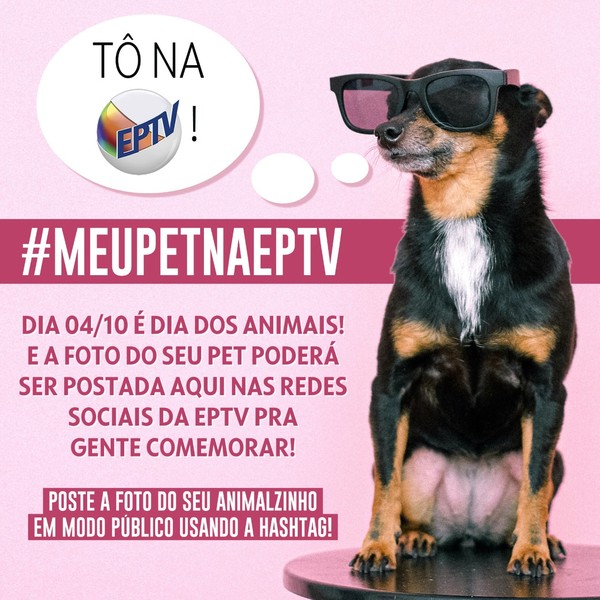 TÔ NA
EPTV !
#MEUPETNAEPTV
DIA 04/10 É DIA DOS ANIMAIS!
E A FOTO DO SEU PET PODERÁ
SER POSTADA AQUI NAS REDES
SOCIAIS DA EPTV PRA
GENTE COMEMORAR!
POSTE A FOTO DO SEU ANIMALZINHO
EM MODO PÚBLICO USANDO A HASHTAG!